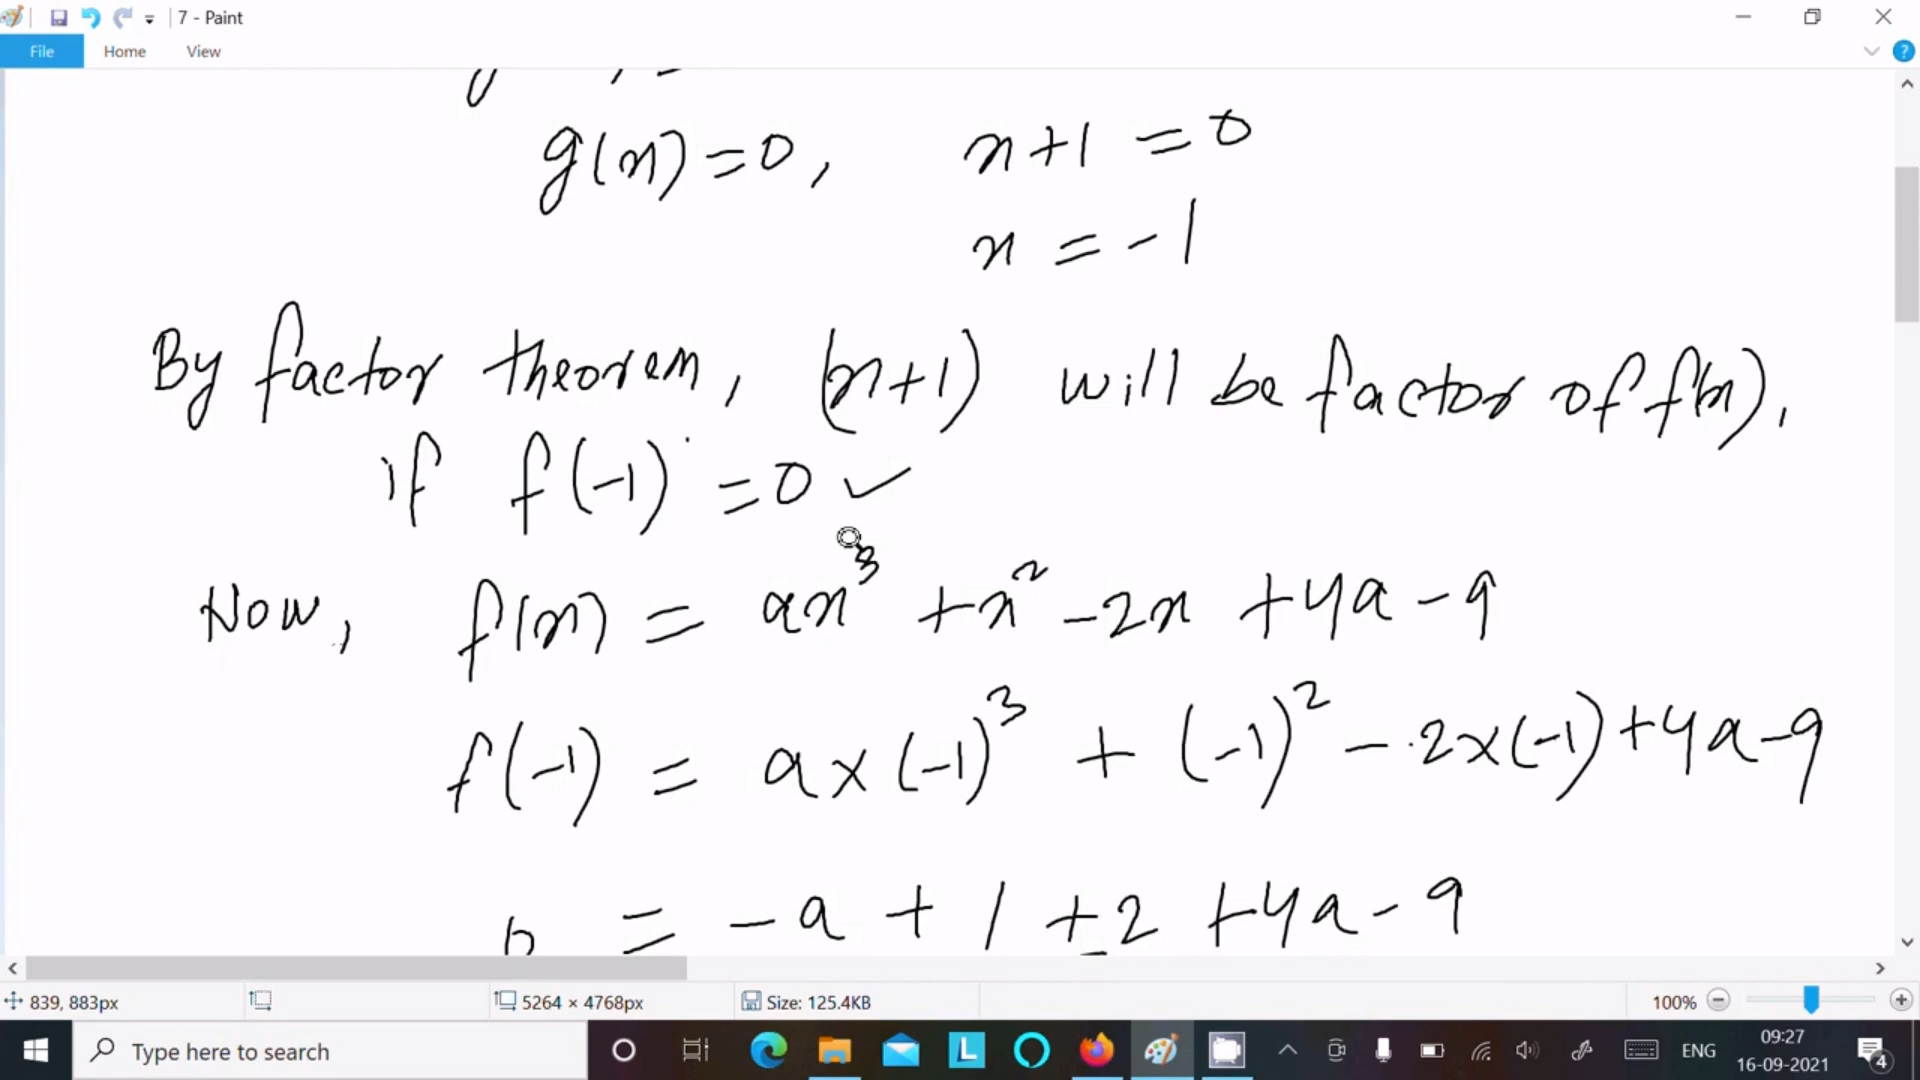 7 - Paint
File Home View
g(x) = 0, x+1 = 0
x = -1
By factor theorem, (x+1) will be factor of f(x),
if f(-1) = 0 ✓
Now, f(x) = ax³ + x² - 2x + 4a - 9
f(-1) = a×(-1)³ + (-1)² - 2×(-1) + 4a - 9
= -a + 1 + 2 + 4a - 9
839, 883px 5264 × 4768px Size: 125.4KB 100%
Type here to search
ENG
09:27
16-09-2021
4